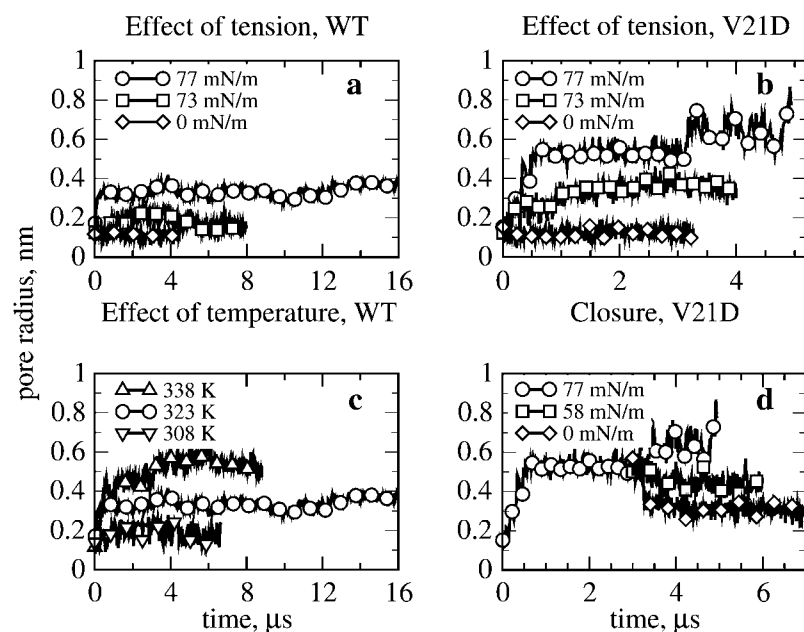 Effect of tension, WT
Effect of tension, V21D
1
0.8
0.6
0.4
0.2
0
77 mN/m
73 mN/m
0 mN/m
a
0 4 8 12 16
1
0.8
0.6
0.4
0.2
0
77 mN/m
73 mN/m
0 mN/m
b
0 2 4
pore radius, nm
Effect of temperature, WT
Closure, V21D
1
0.8
0.6
0.4
0.2
0
338 K
323 K
308 K
c
0 4 8 12 16
time, μs
1
0.8
0.6
0.4
0.2
0
77 mN/m
58 mN/m
0 mN/m
d
0 2 4 6
time, μs